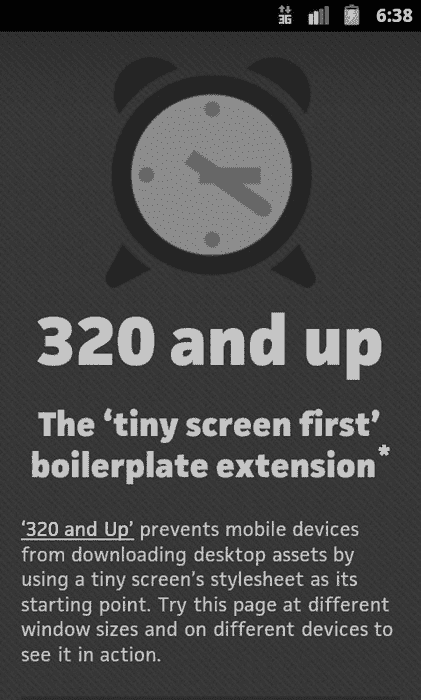 3G 6:38
320 and up
The ‘tiny screen first’
boilerplate extension*
‘320 and Up’ prevents mobile devices
from downloading desktop assets by
using a tiny screen’s stylesheet as its
starting point. Try this page at different
window sizes and on different devices to
see it in action.